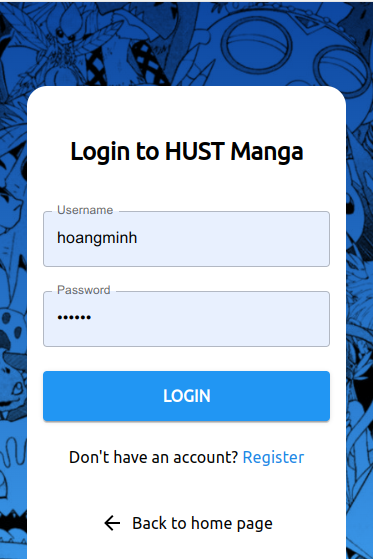 Login to HUST Manga
Username
hoangminh
Password
••••••
LOGIN
Don't have an account? Register
← Back to home page